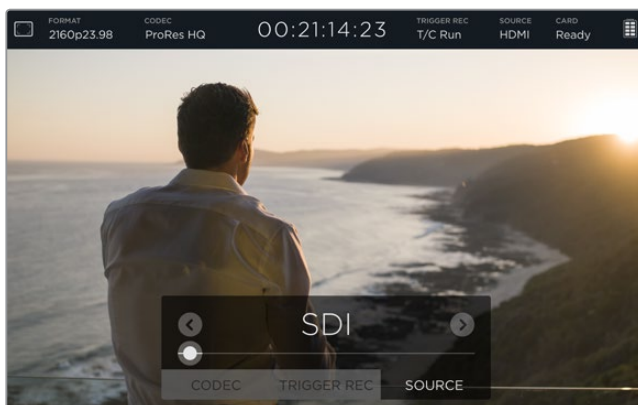 FORMAT CODEC 00:21:14:23 TRIGGER REC SOURCE CARD
2160p23.98 ProRes HQ T/C Run HDMI Ready
SDI
CODEC TRIGGER REC SOURCE